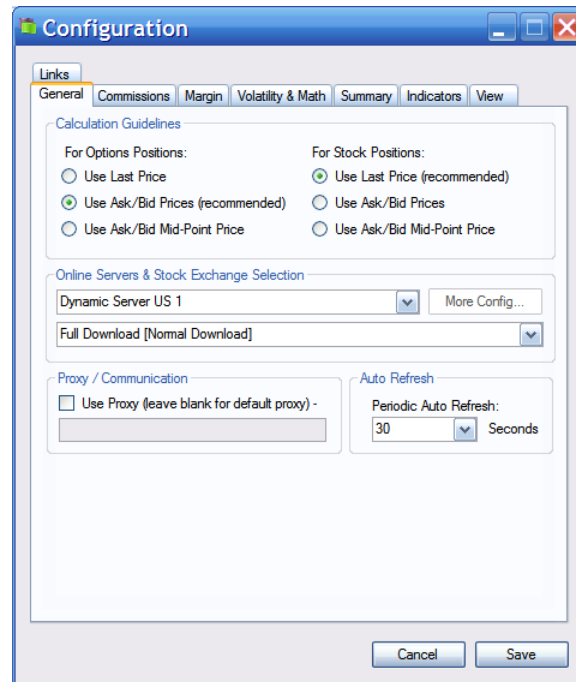 Configuration
Links
General Commissions Margin Volatility & Math Summary Indicators View
Calculation Guidelines
For Options Positions: For Stock Positions:
Use Last Price Use Last Price (recommended)
Use Ask/Bid Prices (recommended) Use Ask/Bid Prices
Use Ask/Bid Mid-Point Price Use Ask/Bid Mid-Point Price
Online Servers & Stock Exchange Selection
Dynamic Server US 1 More Config...
Full Download [Normal Download]
Proxy / Communication Auto Refresh
Use Proxy (leave blank for default proxy) - Periodic Auto Refresh:
30 Seconds
Cancel Save